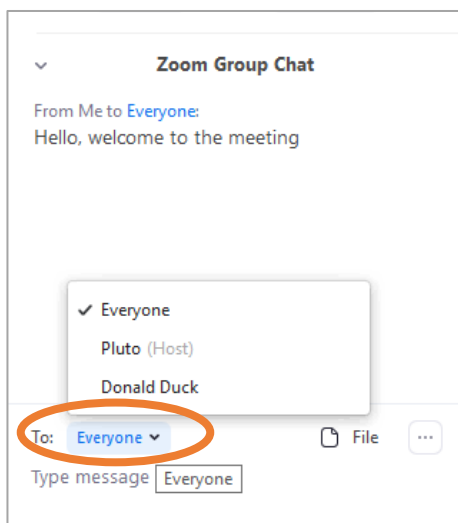 Zoom Group Chat
From Me to Everyone:
Hello, welcome to the meeting
Everyone
Pluto (Host)
Donald Duck
To: Everyone File ...
Type message Everyone